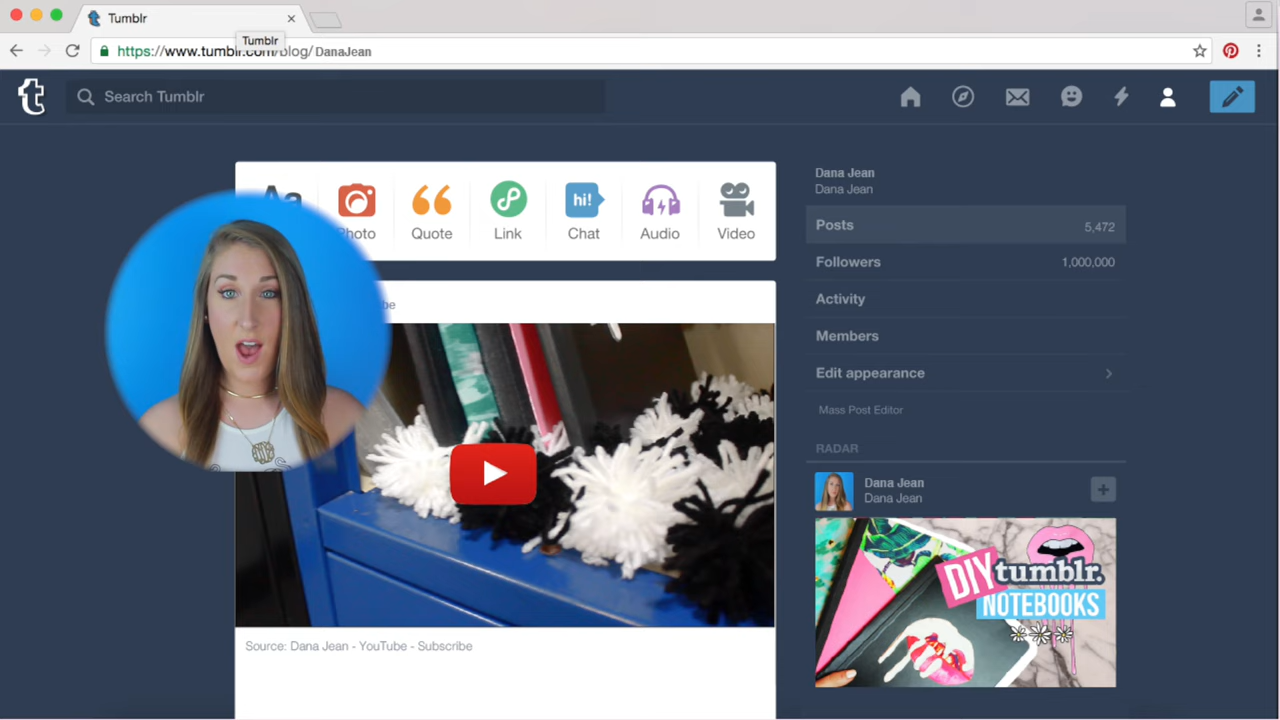 Tumblr
Tumblr
https://www.tumblr.com/blog/DanaJean
t
Search Tumblr
Aa
Photo
Quote
Link
hi!
Chat
Audio
Video
Dana Jean
Dana Jean
Posts 5,472
Followers 1,000,000
Activity
Members
Edit appearance
Mass Post Editor
RADAR
Dana Jean
Dana Jean
DIY tumblr.
NOTEBOOKS
Source: Dana Jean - YouTube - Subscribe